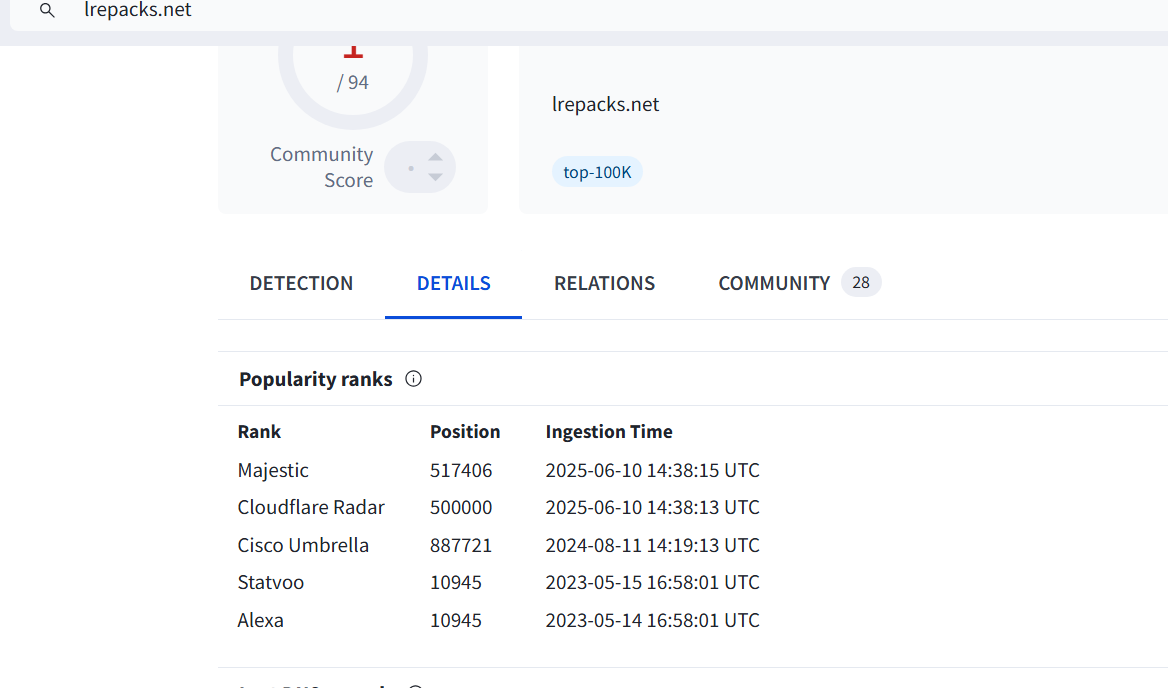 lrepacks.net
1
/ 94
Community
Score
lrepacks.net
top-100K
DETECTION DETAILS RELATIONS COMMUNITY 28
Popularity ranks
Rank Position Ingestion Time
Majestic 517406 2025-06-10 14:38:15 UTC
Cloudflare Radar 500000 2025-06-10 14:38:13 UTC
Cisco Umbrella 887721 2024-08-11 14:19:13 UTC
Statvoo 10945 2023-05-15 16:58:01 UTC
Alexa 10945 2023-05-14 16:58:01 UTC